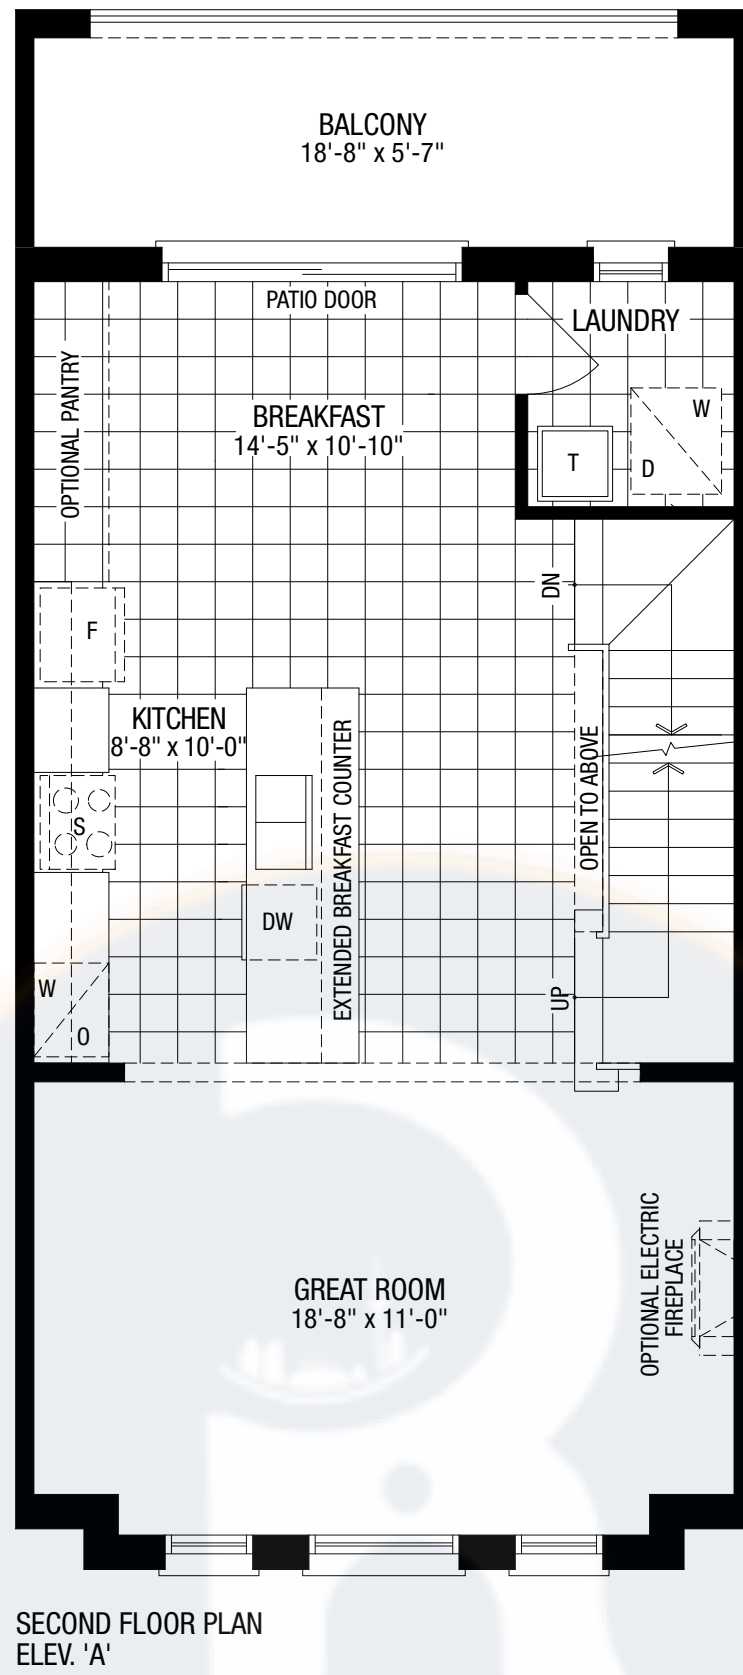 BALCONY
18'-8" x 5'-7"
PATIO DOOR
LAUNDRY
OPTIONAL PANTRY
BREAKFAST
14'-5" x 10'-10"
W
D
T
DN
F
KITCHEN
8'-8" x 10'-0"
EXTENDED BREAKFAST COUNTER
OPEN TO ABOVE
S
DW
W
O
UP
OPTIONAL ELECTRIC
FIREPLACE
GREAT ROOM
18'-8" x 11'-0"
SECOND FLOOR PLAN
ELEV. 'A'